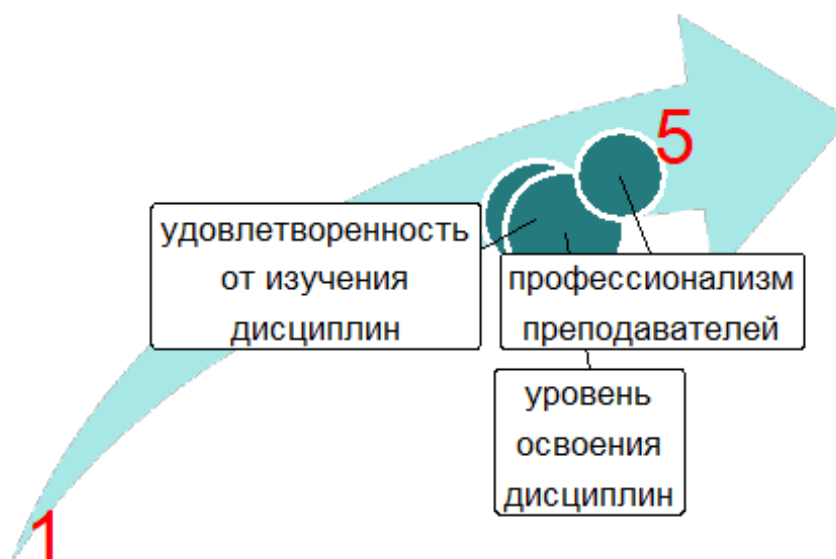 5
удовлетворенность
от изучения
дисциплин
профессионализм
преподавателей
уровень
освоения
дисциплин
1